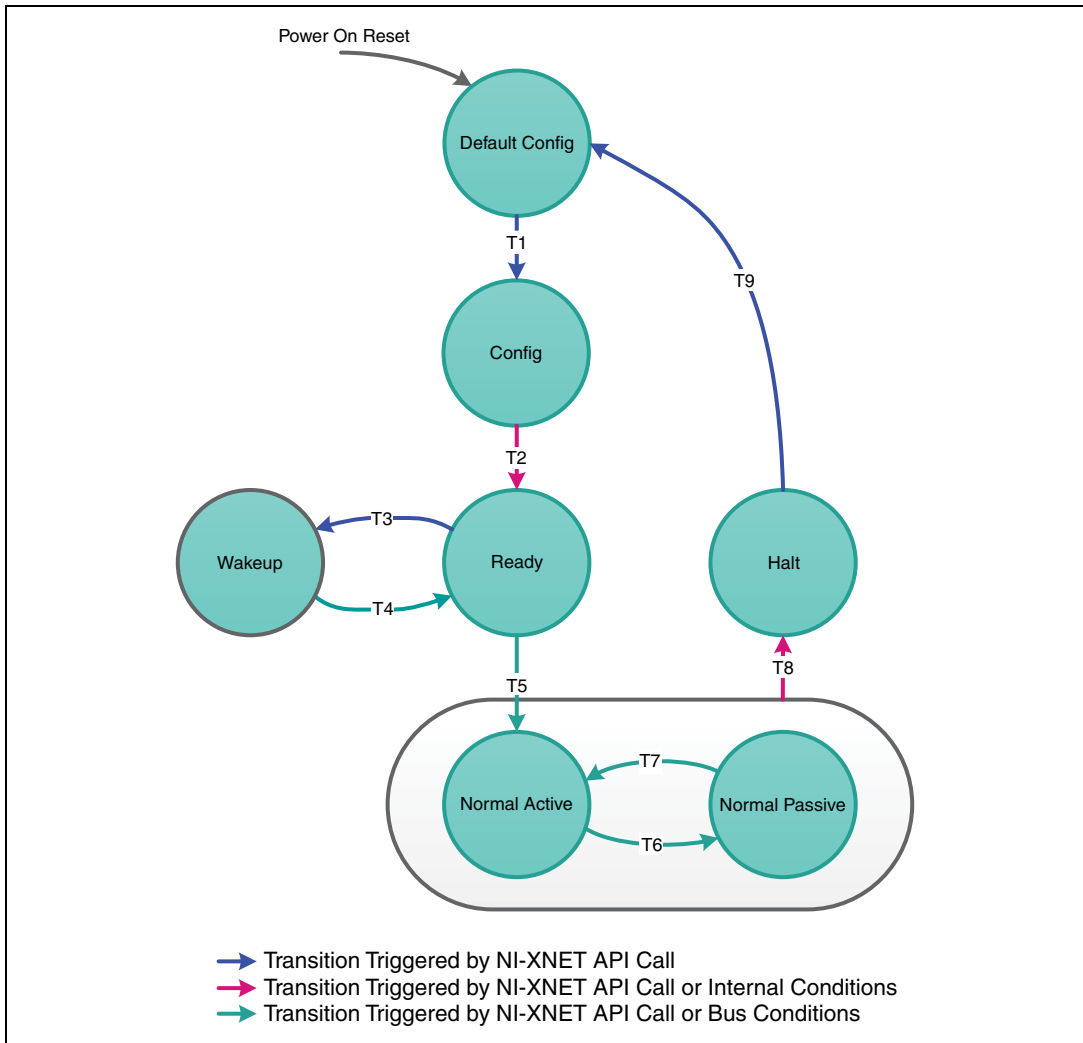 Power On Reset
Default Config
T1
T9
Config
T2
T3
Wakeup
Ready
Halt
T4
T8
T5
T7
Normal Active
Normal Passive
T6
Transition Triggered by NI-XNET API Call
Transition Triggered by NI-XNET API Call or Internal Conditions
Transition Triggered by NI-XNET API Call or Bus Conditions